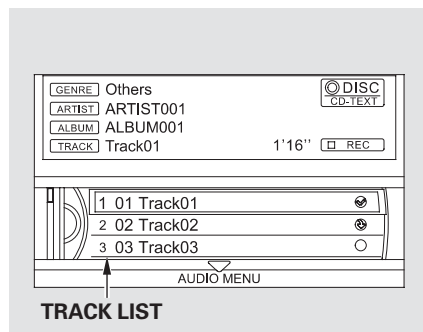 GENRE Others
DISC
CD-TEXT
ARTIST ARTIST001
ALBUM ALBUM001
TRACK Track01 1'16" REC
1 01 Track01
2 02 Track02
3 03 Track03
AUDIO MENU
TRACK LIST